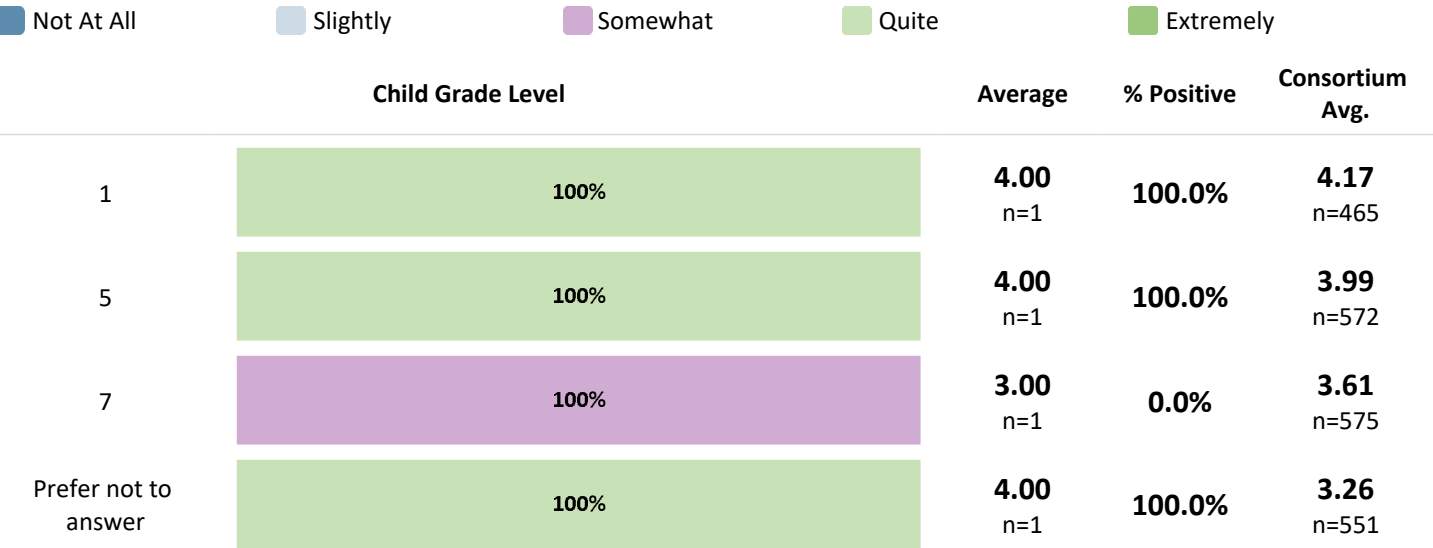 Not At All Slightly Somewhat Quite Extremely
Child Grade Level Average % Positive Consortium Avg.
1 100% 4.00 100.0% 4.17
n=1 n=465
5 100% 4.00 100.0% 3.99
n=1 n=572
7 100% 3.00 0.0% 3.61
n=1 n=575
Prefer not to answer 100% 4.00 100.0% 3.26
n=1 n=551